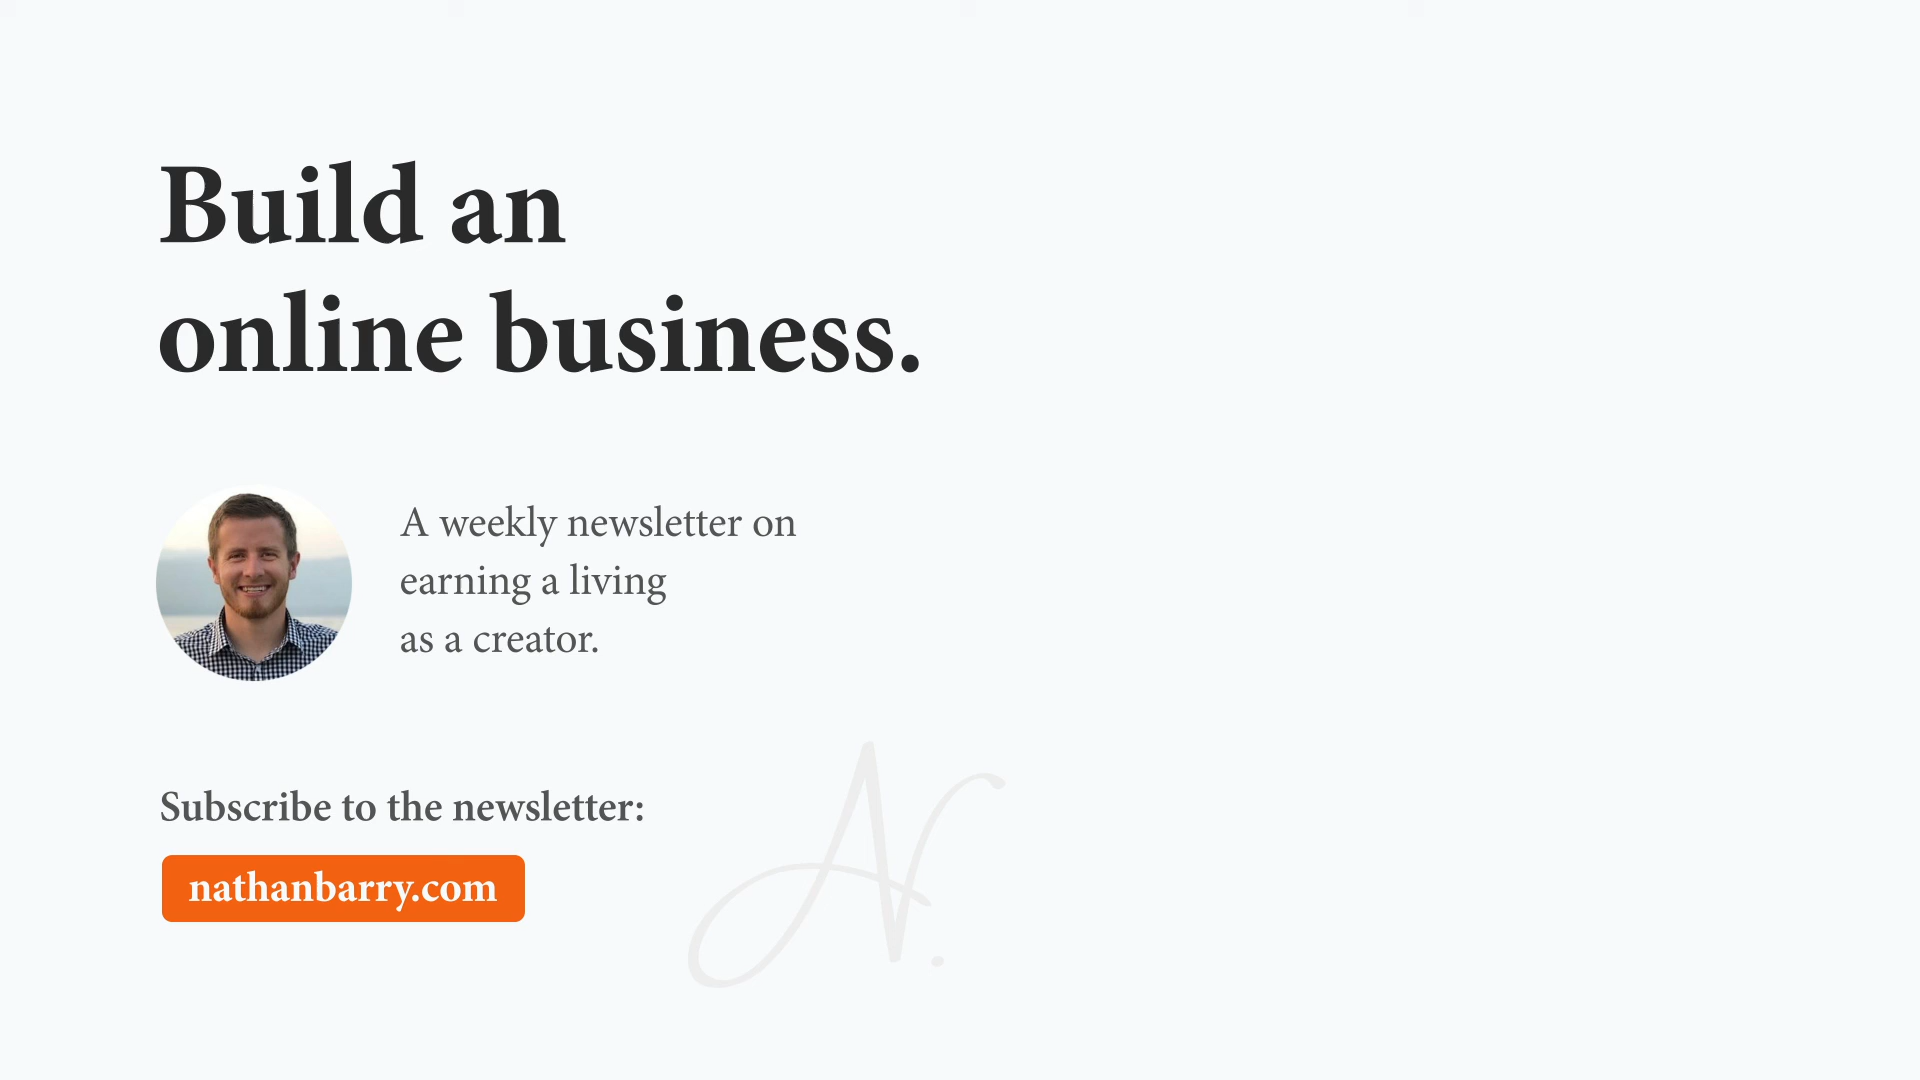 Build an
online business.
A weekly newsletter on
earning a living
as a creator.
Subscribe to the newsletter:
nathanbarry.com
N.